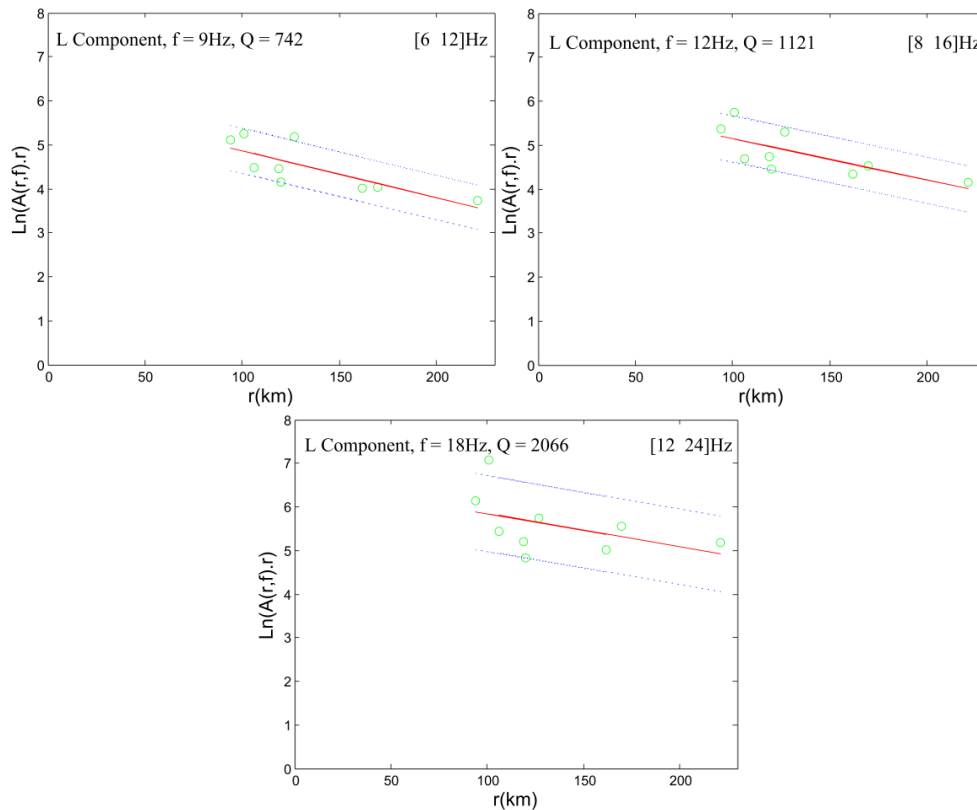 L Component, f = 9Hz, Q = 742 [6 12]Hz
Ln(A(r,f).r)
8
7
6
5
4
3
2
1
0
0 50 100 150 200
r(km)
L Component, f = 12Hz, Q = 1121 [8 16]Hz
Ln(A(r,f).r)
8
7
6
5
4
3
2
1
0
0 50 100 150 200
r(km)
L Component, f = 18Hz, Q = 2066 [12 24]Hz
Ln(A(r,f).r)
8
7
6
5
4
3
2
1
0
0 50 100 150 200
r(km)